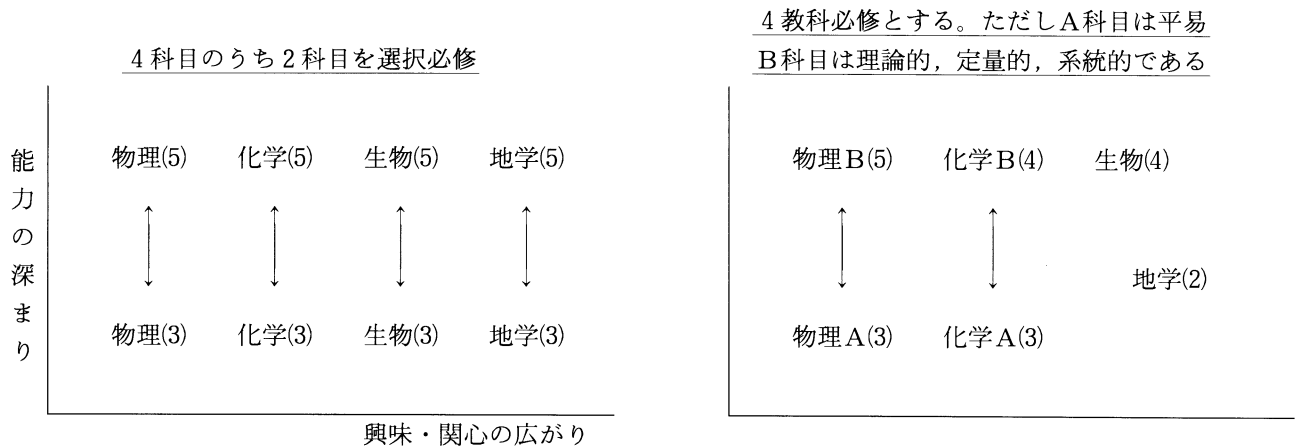 4科目のうち2科目を選択必修
能力の深まり
物理(5) 化学(5) 生物(5) 地学(5)
物理(3) 化学(3) 生物(3) 地学(3)
興味・関心の広がり
4教科必修とする。ただしA科目は平易
B科目は理論的,定量的,系統的である
物理B(5) 化学B(4) 生物(4)
地学(2)
物理A(3) 化学A(3)